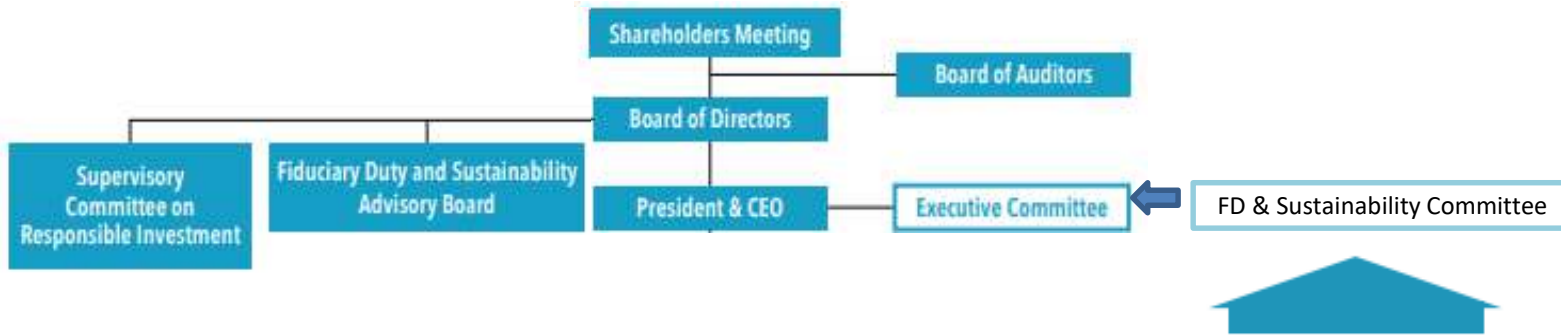 Shareholders Meeting
Board of Auditors
Board of Directors
Supervisory
Committee on
Responsible Investment
Fiduciary Duty and Sustainability
Advisory Board
President & CEO
Executive Committee
FD & Sustainability Committee